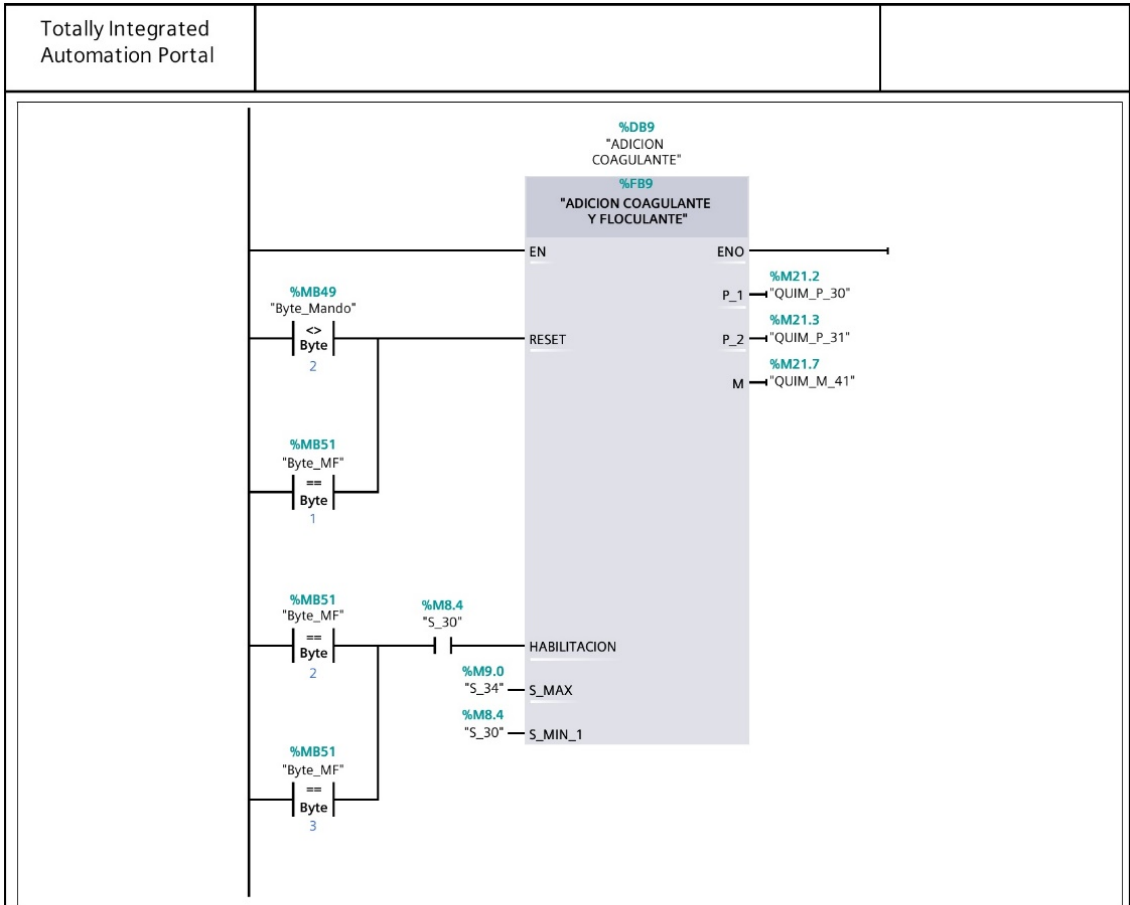 Totally Integrated
Automation Portal
%DB9
"ADICION
COAGULANTE"
%FB9
"ADICION COAGULANTE
Y FLOCULANTE"
EN
ENO
%M21.2
P_1
"QUIM_P_30"
%MB49
"Byte_Mando"
<>
Byte
2
RESET
%M21.3
P_2
"QUIM_P_31"
%M21.7
M
"QUIM_M_41"
%MB51
"Byte_MF"
==
Byte
1
%MB51
"Byte_MF"
==
Byte
2
%M8.4
"S_30"
HABILITACION
%M9.0
"S_34"
S_MAX
%M8.4
"S_30"
S_MIN_1
%MB51
"Byte_MF"
==
Byte
3